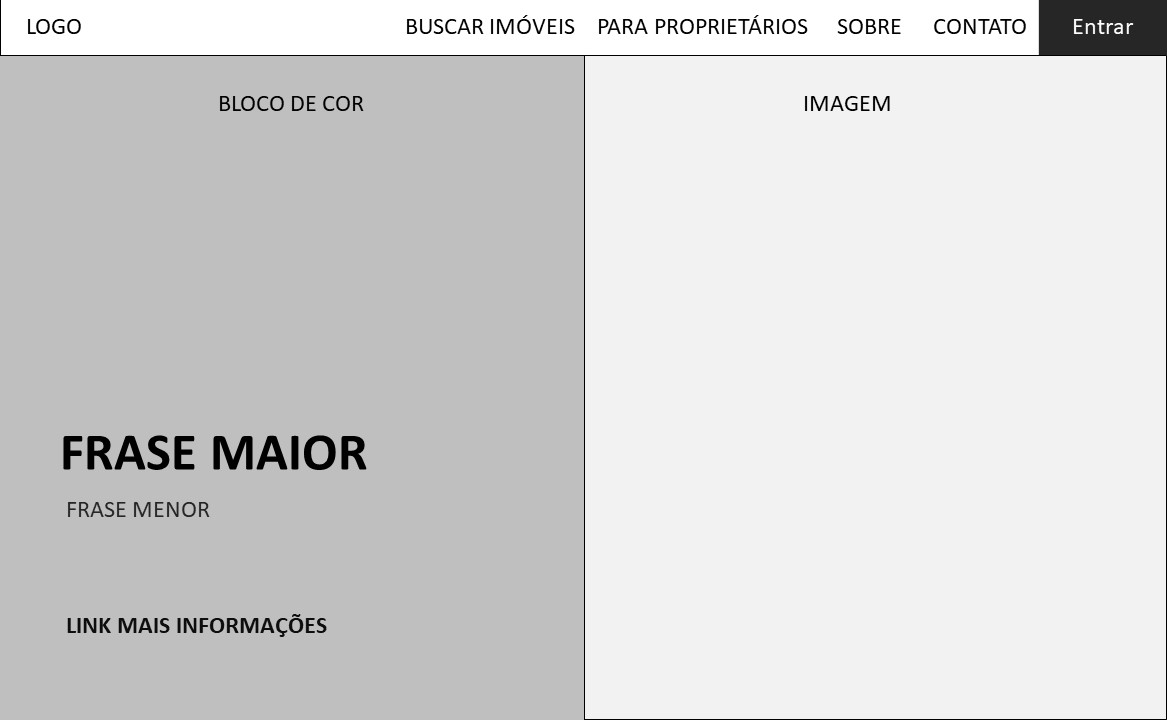 LOGO
BUSCAR IMÓVEIS PARA PROPRIETÁRIOS SOBRE CONTATO Entrar
BLOCO DE COR
IMAGEM
FRASE MAIOR
FRASE MENOR
LINK MAIS INFORMAÇÕES